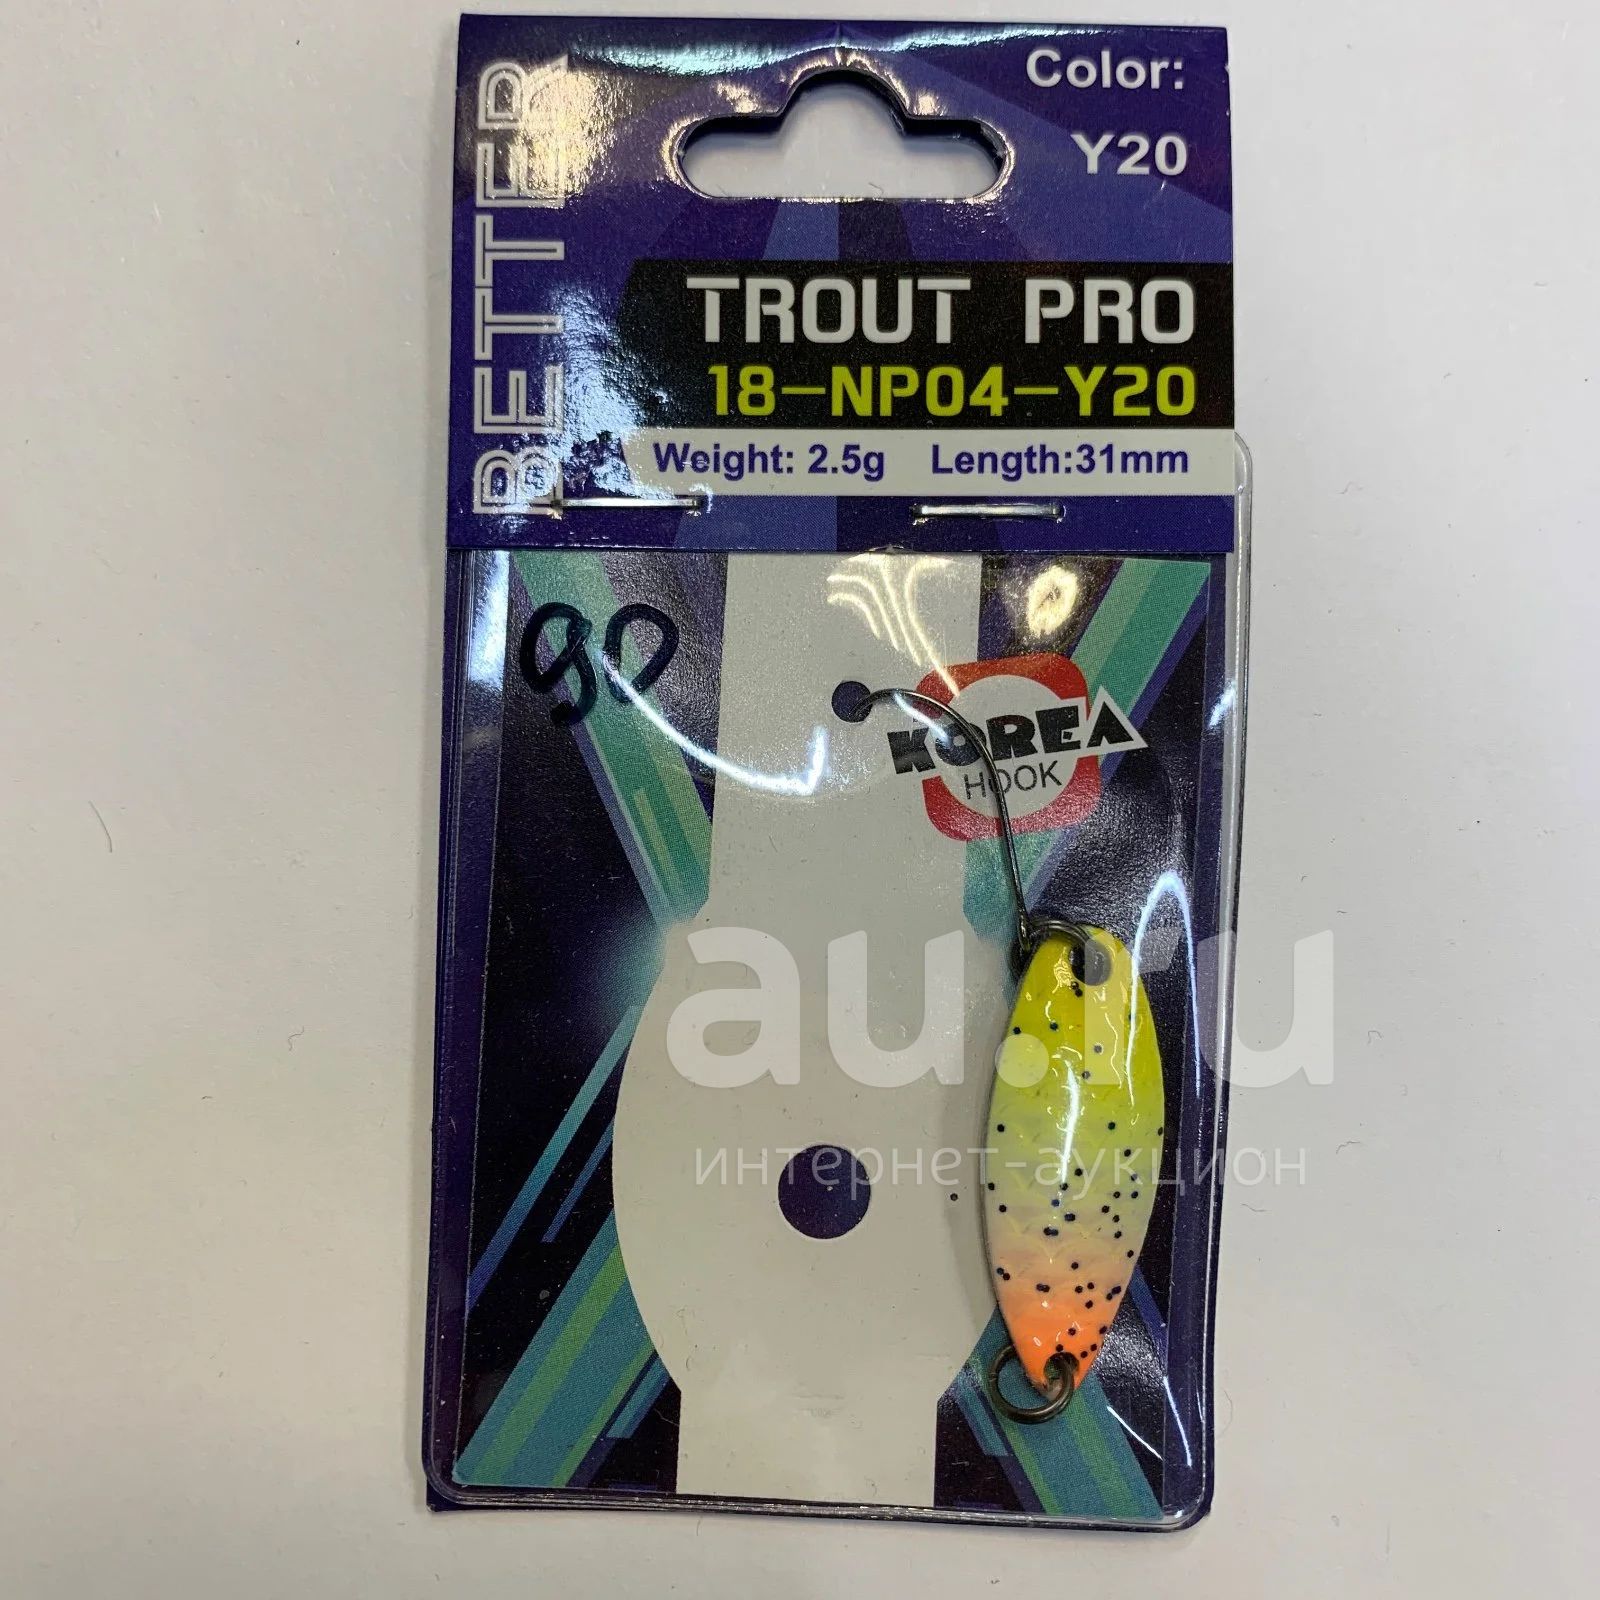 BETTER
Color:
Y20
TROUT PRO
18-NP04-Y20
Weight: 2.5g Length:31mm
90
KOREA
HOOK
au.ru
интернет-аукцион